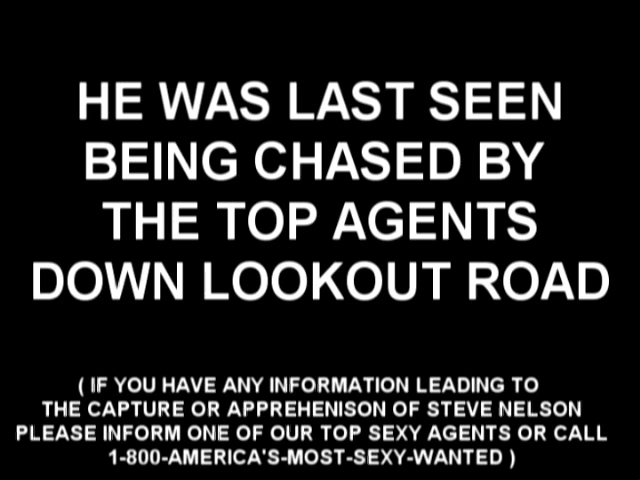 HE WAS LAST SEEN
BEING CHASED BY
THE TOP AGENTS
DOWN LOOKOUT ROAD
( IF YOU HAVE ANY INFORMATION LEADING TO
THE CAPTURE OR APPREHENISON OF STEVE NELSON
PLEASE INFORM ONE OF OUR TOP SEXY AGENTS OR CALL
1-800-AMERICA'S-MOST-SEXY-WANTED )